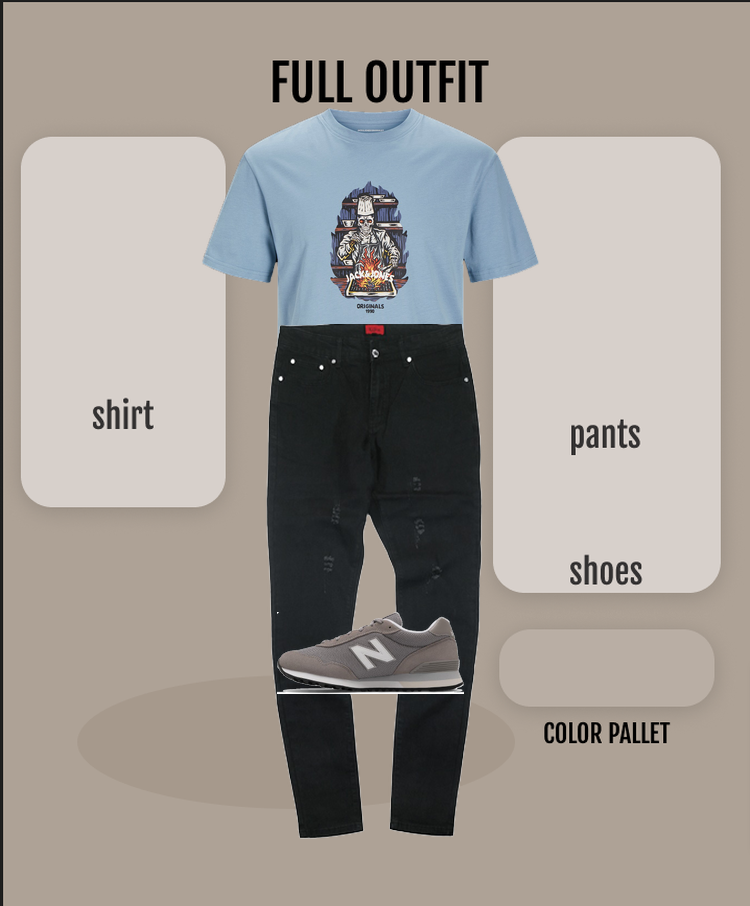 FULL OUTFIT
JACK&JONES
ORIGINALS
1990
shirt
pants
shoes
N
COLOR PALLET